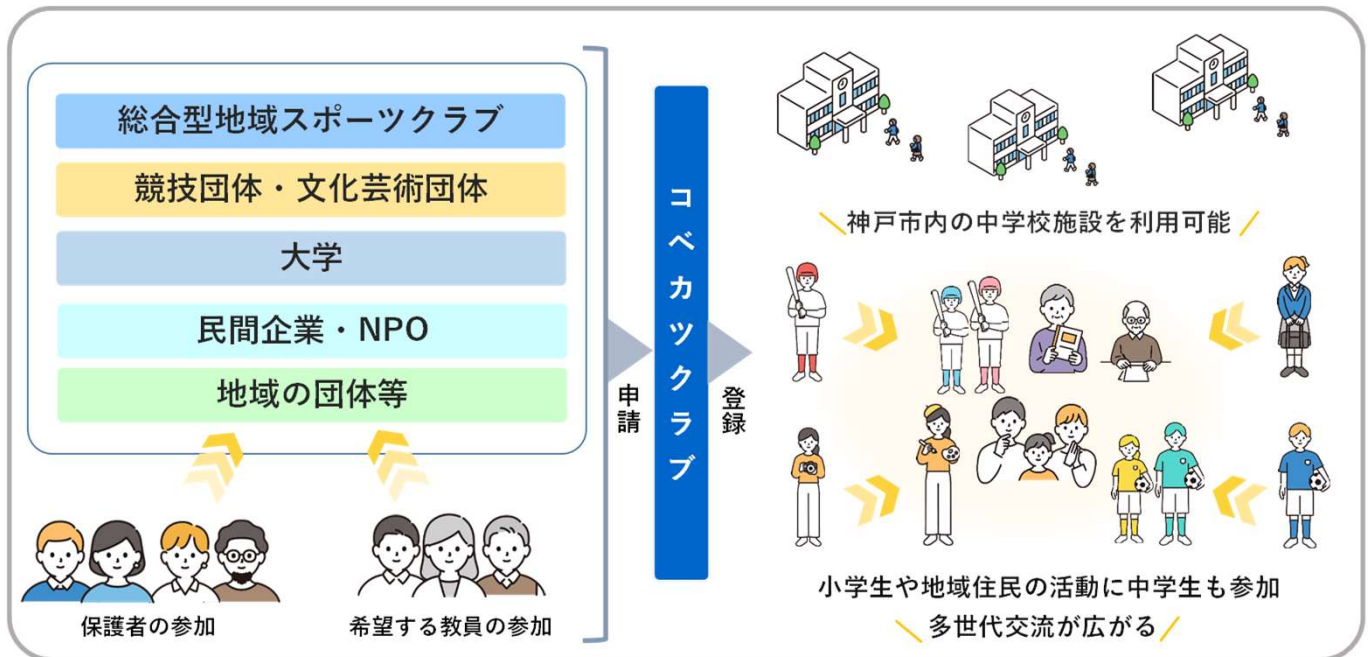 総合型地域スポーツクラブ
競技団体・文化芸術団体
大学
民間企業・NPO
地域の団体等
保護者の参加
希望する教員の参加
申請
コベカツクラブ
登録
神戸市内の中学校施設を利用可能
小学生や地域住民の活動に中学生も参加
多世代交流が広がる